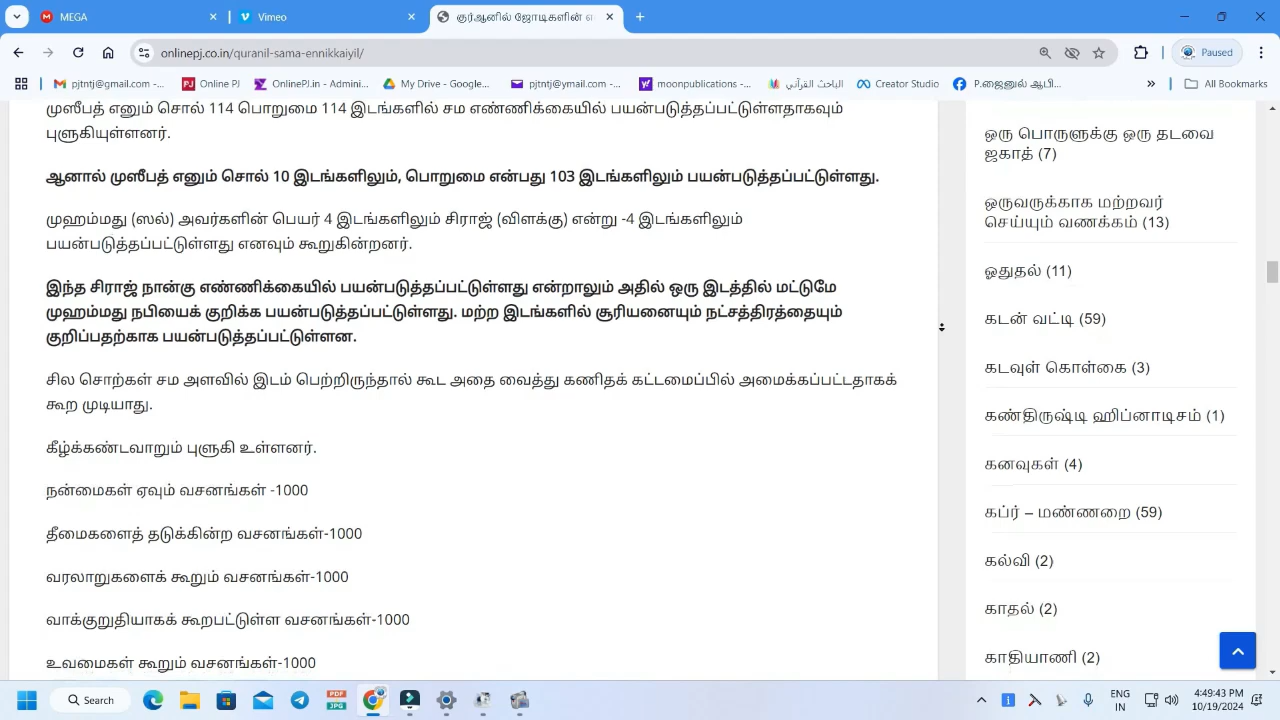 MEGA
Vimeo
குர்ஆனில் ஜோடிகளின் எ
onlinepj.co.in/quranil-sama-ennikkaiyil/
Paused
pjtntj@gmail.com -...
Online PJ
OnlinePJ.in - Admini...
My Drive - Google...
pjtntj@ymail.com -...
moonpublications -...
الباحث القرآني
Creator Studio
P.ஜைனுல் ஆபி...
All Bookmarks
முஸீபத் எனும் சொல் 114 பொறுமை 114 இடங்களில் சம எண்ணிக்கையில் பயன்படுத்தப்பட்டுள்ளதாகவும்
புளுகியுள்ளனர்.
ஆனால் முஸீபத் எனும் சொல் 10 இடங்களிலும், பொறுமை என்பது 103 இடங்களிலும் பயன்படுத்தப்பட்டுள்ளது.
முஹம்மது (ஸல்) அவர்களின் பெயர் 4 இடங்களிலும் சிராஜ் (விளக்கு) என்று -4 இடங்களிலும்
பயன்படுத்தப்பட்டுள்ளது எனவும் கூறுகின்றனர்.
இந்த சிராஜ் நான்கு எண்ணிக்கையில் பயன்படுத்தப்பட்டுள்ளது என்றாலும் அதில் ஒரு இடத்தில் மட்டுமே
முஹம்மது நபியைக் குறிக்க பயன்படுத்தப்பட்டுள்ளது. மற்ற இடங்களில் சூரியனையும் நட்சத்திரத்தையும்
குறிப்பதற்காக பயன்படுத்தப்பட்டுள்ளன.
சில சொற்கள் சம அளவில் இடம் பெற்றிருந்தால் கூட அதை வைத்து கணிதக் கட்டமைப்பில் அமைக்கப்பட்டதாகக்
கூற முடியாது.
கீழ்க்கண்டவாறும் புளுகி உள்ளனர்.
நன்மைகள் ஏவும் வசனங்கள் -1000
தீமைகளைத் தடுக்கின்ற வசனங்கள்-1000
வரலாறுகளைக் கூறும் வசனங்கள்-1000
வாக்குறுதியாகக் கூறபட்டுள்ள வசனங்கள்-1000
உவமைகள் கூறும் வசனங்கள்-1000
ஒரு பொருளுக்கு ஒரு தடவை
ஜகாத் (7)
ஒருவருக்காக மற்றவர்
செய்யும் வணக்கம் (13)
ஓதுதல் (11)
கடன் வட்டி (59)
கடவுள் கொள்கை (3)
கண்திருஷ்டி ஹிப்னாடிசம் (1)
கனவுகள் (4)
கப்ர் – மண்ணறை (59)
கல்வி (2)
காதல் (2)
காதியாணி (2)
Search
PDF
JPG
ENG
IN
4:49:43 PM
10/19/2024